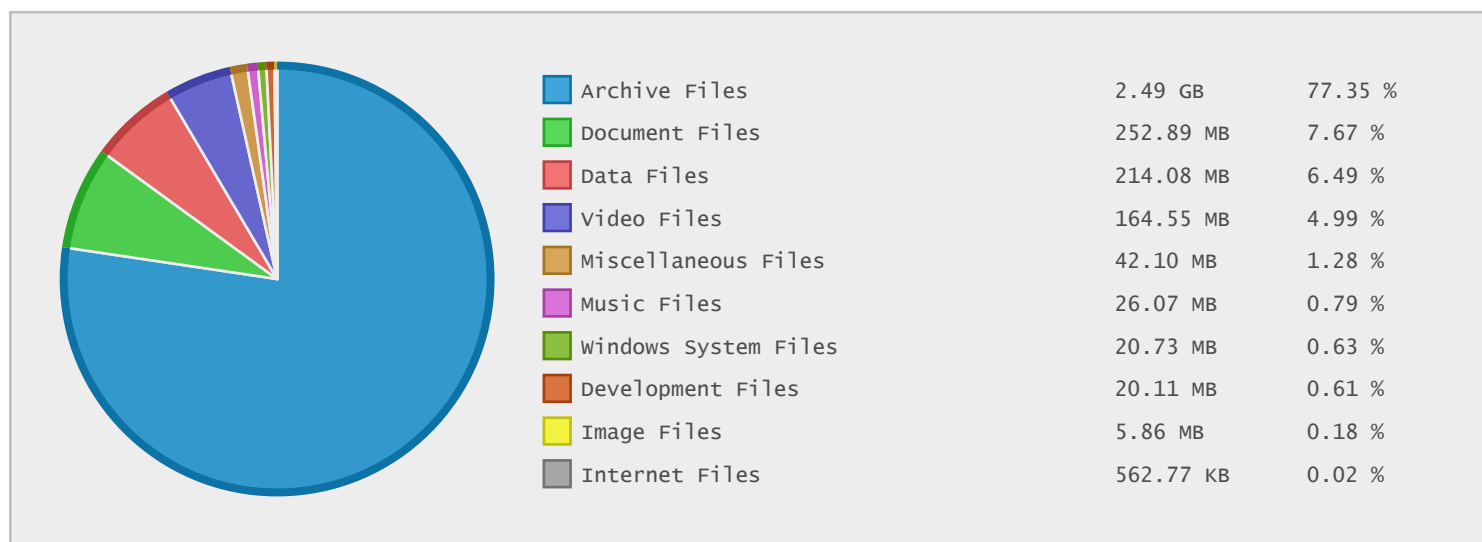 Archive Files 2.49 GB 77.35 %
Document Files 252.89 MB 7.67 %
Data Files 214.08 MB 6.49 %
Video Files 164.55 MB 4.99 %
Miscellaneous Files 42.10 MB 1.28 %
Music Files 26.07 MB 0.79 %
Windows System Files 20.73 MB 0.63 %
Development Files 20.11 MB 0.61 %
Image Files 5.86 MB 0.18 %
Internet Files 562.77 KB 0.02 %